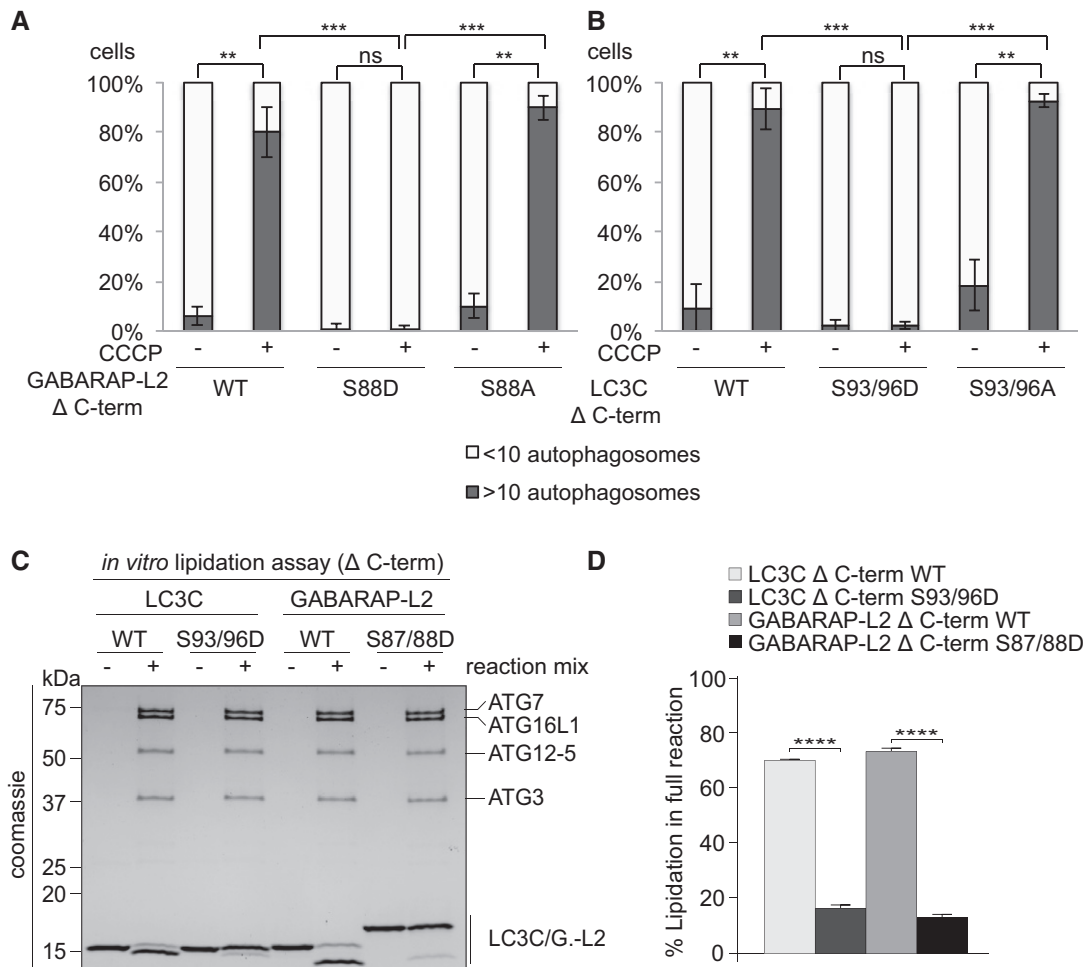 A
cells
*** ***
** ns **
100%
80%
60%
40%
20%
0%
CCCP - + - + - +
GABARAP-L2
Δ C-term
WT S88D S88A
B
cells
*** ***
** ns **
100%
80%
60%
40%
20%
0%
CCCP - + - + - +
LC3C
Δ C-term
WT S93/96D S93/96A
<10 autophagosomes
>10 autophagosomes
C
in vitro lipidation assay (Δ C-term)
LC3C GABARAP-L2
WT S93/96D WT S87/88D
- + - + - + - + reaction mix
kDa
75
50
37
25
20
15
coomassie
ATG7
ATG16L1
ATG12-5
ATG3
LC3C/G.-L2
D
LC3C Δ C-term WT
LC3C Δ C-term S93/96D
GABARAP-L2 Δ C-term WT
GABARAP-L2 Δ C-term S87/88D
% Lipidation in full reaction
100
80
60
40
20
0
**** ****